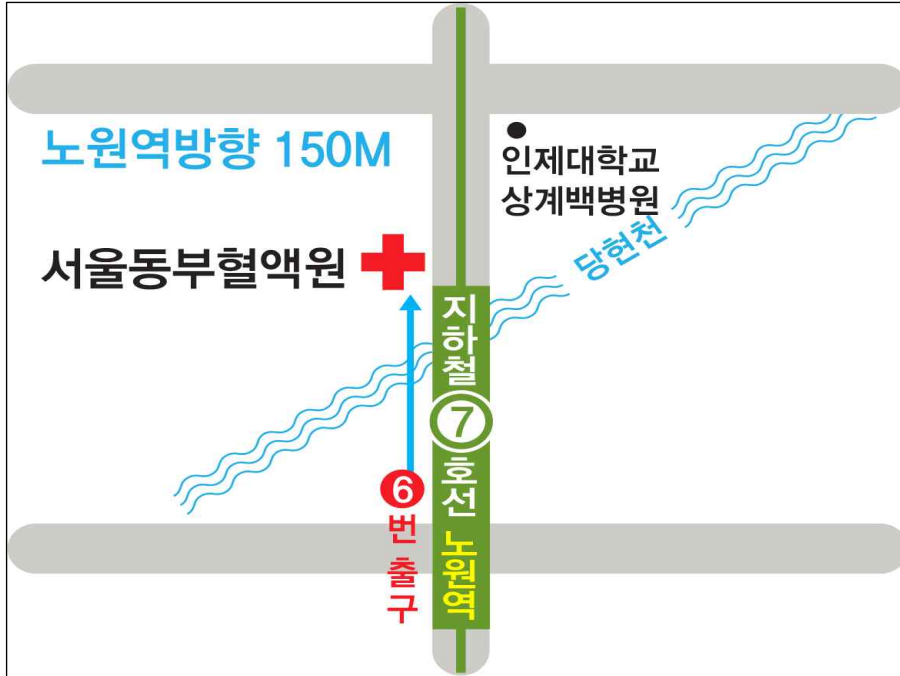 노원역방향 150M
인제대학교
상계백병원
서울동부혈액원
당현천
지하철
7
호선
노원역
6
번 출구